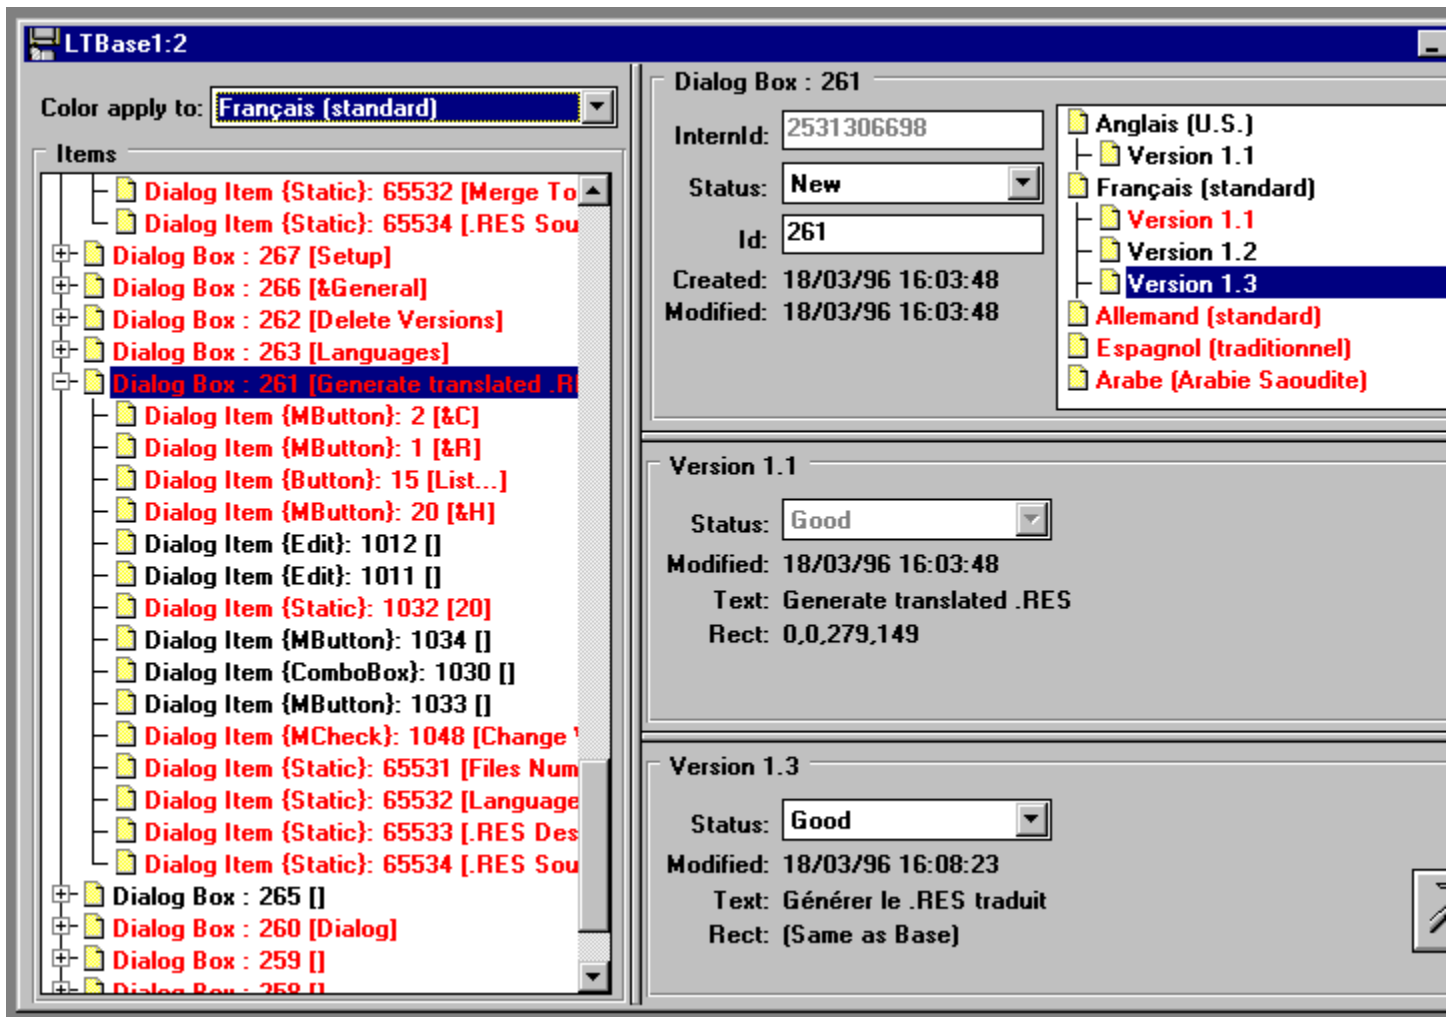 LTBase1:2
Color apply to: Français (standard)
Items
Dialog Item {Static}: 65532 [Merge To
Dialog Item {Static}: 65534 [.RES Sou
Dialog Box : 267 [Setup]
Dialog Box : 266 [&General]
Dialog Box : 262 [Delete Versions]
Dialog Box : 263 [Languages]
Dialog Box : 261 [Generate translated .R
Dialog Item {MButton}: 2 [&C]
Dialog Item {MButton}: 1 [&R]
Dialog Item {Button}: 15 [List...]
Dialog Item {MButton}: 20 [&H]
Dialog Item {Edit}: 1012 []
Dialog Item {Edit}: 1011 []
Dialog Item {Static}: 1032 [20]
Dialog Item {MButton}: 1034 []
Dialog Item {ComboBox}: 1030 []
Dialog Item {MButton}: 1033 []
Dialog Item {MCheck}: 1048 [Change
Dialog Item {Static}: 65531 [Files Num
Dialog Item {Static}: 65532 [Language
Dialog Item {Static}: 65533 [.RES Des
Dialog Item {Static}: 65534 [.RES Sou
Dialog Box : 265 []
Dialog Box : 260 [Dialog]
Dialog Box : 259 []
Dialog Box : 258 []
Dialog Box : 261
InternId: 2531306698
Status: New
Id: 261
Created: 18/03/96 16:03:48
Modified: 18/03/96 16:03:48
Anglais (U.S.)
Version 1.1
Français (standard)
Version 1.1
Version 1.2
Version 1.3
Allemand (standard)
Espagnol (traditionnel)
Arabe (Arabie Saoudite)
Version 1.1
Status: Good
Modified: 18/03/96 16:03:48
Text: Generate translated .RES
Rect: 0,0,279,149
Version 1.3
Status: Good
Modified: 18/03/96 16:08:23
Text: Générer le .RES traduit
Rect: (Same as Base)